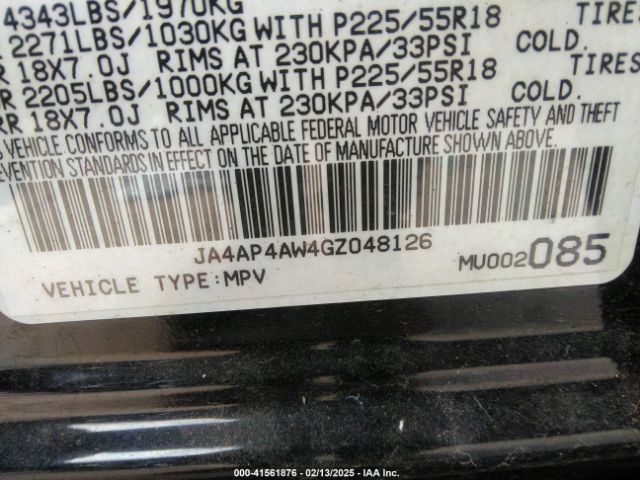 4343LBS/1970KG
2271LBS/1030KG WITH P225/55R18 TIRE
18X7.0J RIMS AT 230KPA/33PSI COLD.
R 2205LBS/1000KG WITH P225/55R18 TIRES
RR 18X7.0J RIMS AT 230KPA/33PSI COLD.
VEHICLE CONFORMS TO ALL APPLICABLE FEDERAL MOTOR VEHICLE SAFETY AND THEFT
EVENTION STANDARDS IN EFFECT ON THE DATE OF MANUFACTURE SHOWN ABOVE.
JA4AP4AW4GZ048126
VEHICLE TYPE:MPV MU002085
000-41561876 - 02/13/2025 - IAA Inc.